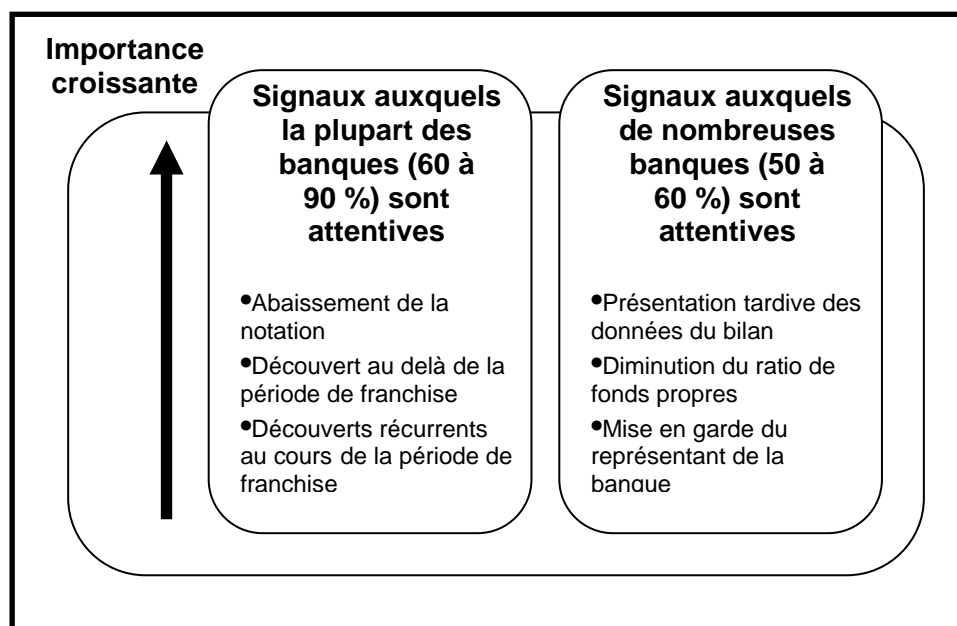 Importance
croissante
Signaux auxquels
la plupart des
banques (60 à
90 %) sont
attentives
●Abaissement de la
notation
●Découvert au delà de la
période de franchise
●Découverts récurrents
au cours de la période de
franchise
Signaux auxquels
de nombreuses
banques (50 à
60 %) sont
attentives
●Présentation tardive des
données du bilan
●Diminution du ratio de
fonds propres
●Mise en garde du
représentant de la
banque